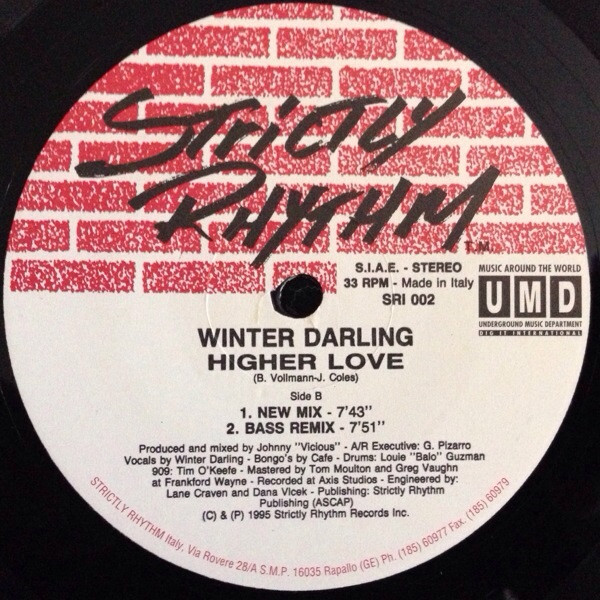 STRICTLY
RHYTHM
T.M.
S.I.A.E. - STEREO
33 RPM - Made in Italy
SRI 002
MUSIC AROUND THE WORLD
UMD
UNDERGROUND MUSIC DEPARTMENT
DIG IT INTERNATIONAL
WINTER DARLING
HIGHER LOVE
(B. Vollmann-J. Coles)
Side B
1. NEW MIX - 7'43''
2. BASS REMIX - 7'51''
Produced and mixed by Johnny "Vicious" - A/R Executive: G. Pizarro
Vocals by Winter Darling - Bongo's by Cafe - Drums: Louie "Balo" Guzman
909: Tim O'Keefe - Mastered by Tom Moulton and Greg Vaughn
at Frankford Wayne - Recorded at Axis Studios - Engineered by:
Lane Craven and Dana Vlcek - Publishing: Strictly Rhythm
Publishing (ASCAP)
(C) & (P) 1995 Strictly Rhythm Records Inc.
STRICTLY RHYTHM Italy, Via Rovere 28/A S.M.P. 16035 Rapallo (GE) Ph. (185) 60977 Fax. (185) 60979